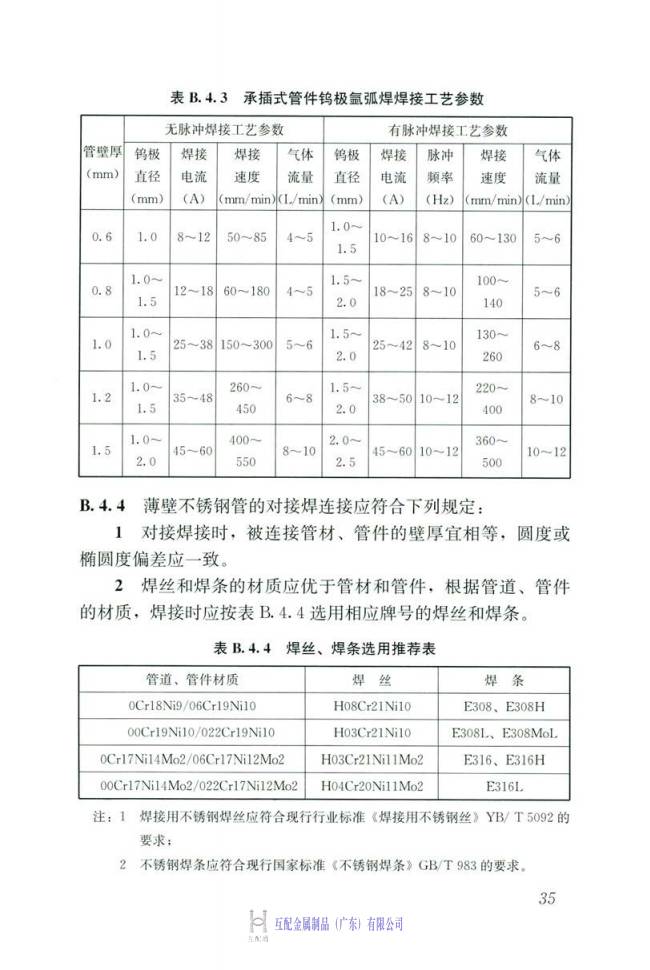 表 B.4.3 承插式管件钨极氩弧焊焊接工艺参数
管壁厚(mm) 无脉冲焊接工艺参数 有脉冲焊接工艺参数
钨极直径(mm) 焊接电流(A) 焊接速度(mm/min) 气体流量(L/min) 钨极直径(mm) 焊接电流(A) 脉冲频率(Hz) 焊接速度(mm/min) 气体流量(L/min)
0.6 1.0 8～12 50～85 4～5 1.0～1.5 10～16 8～10 60～130 5～6
0.8 1.0～1.5 12～18 60～180 4～5 1.5～2.0 18～25 8～10 100～140 5～6
1.0 1.0～1.5 25～38 150～300 5～6 1.5～2.0 25～42 8～10 130～260 6～8
1.2 1.0～1.5 35～48 260～450 6～8 1.5～2.0 38～50 10～12 220～400 8～10
1.5 1.0～2.0 45～60 400～550 8～10 2.0～2.5 45～60 10～12 360～500 10～12
B.4.4 薄壁不锈钢管的对接焊连接应符合下列规定：
1 对接焊接时，被连接管材、管件的壁厚宜相等，圆度或
椭圆度偏差应一致。
2 焊丝和焊条的材质应优于管材和管件，根据管道、管件
的材质，焊接时应按表 B.4.4 选用相应牌号的焊丝和焊条。
表 B.4.4 焊丝、焊条选用推荐表
管道、管件材质 焊 丝 焊 条
0Cr18Ni9/06Cr19Ni10 H08Cr21Ni10 E308、E308H
00Cr19Ni10/022Cr19Ni10 H03Cr21Ni10 E308L、E308MoL
0Cr17Ni14Mo2/06Cr17Ni12Mo2 H03Cr21Ni11Mo2 E316、E316H
00Cr17Ni14Mo2/022Cr17Ni12Mo2 H04Cr20Ni11Mo2 E316L
注：1 焊接用不锈钢焊丝应符合现行行业标准《焊接用不锈钢丝》YB/T 5092 的
要求；
2 不锈钢焊条应符合现行国家标准《不锈钢焊条》GB/T 983 的要求。
35
互配金属制品（广东）有限公司